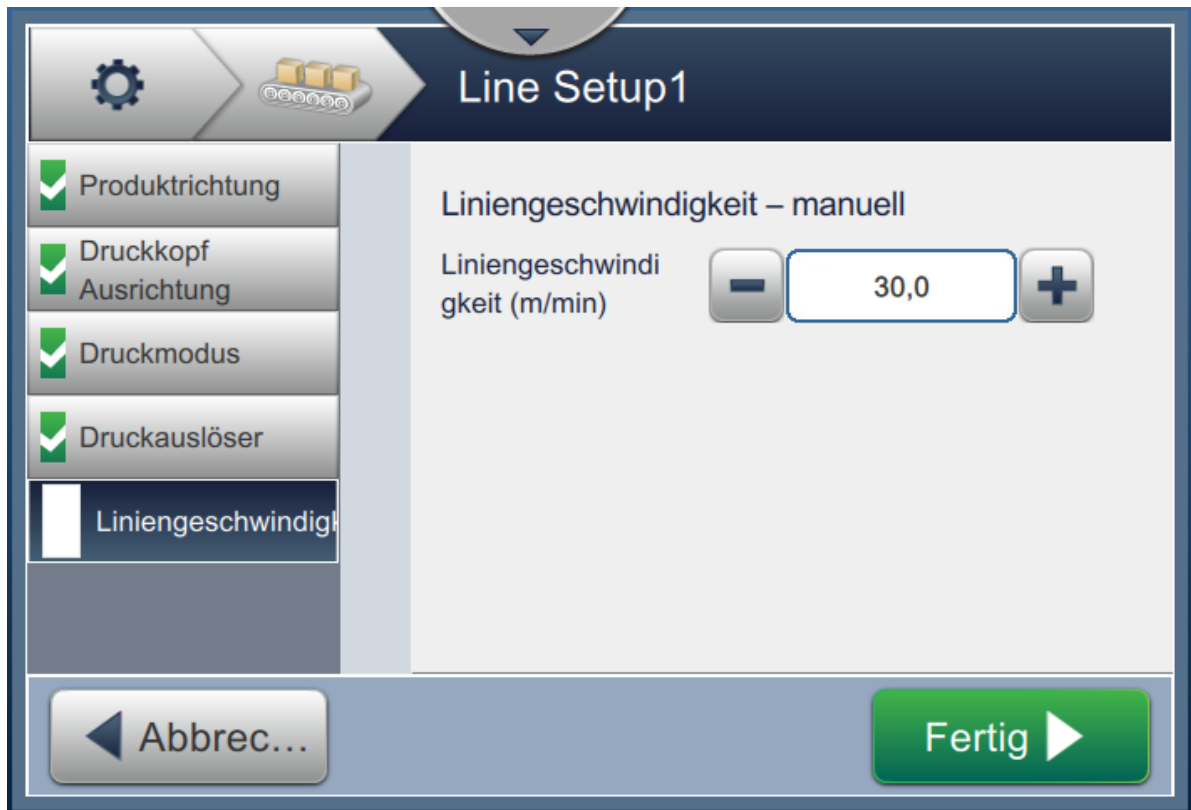 Line Setup1
Produktrichtung
Druckkopf
Ausrichtung
Druckmodus
Druckauslöser
Liniengeschwindigk
Liniengeschwindigkeit – manuell
Liniengeschwindi
gkeit (m/min)
30,0
Abbrec...
Fertig